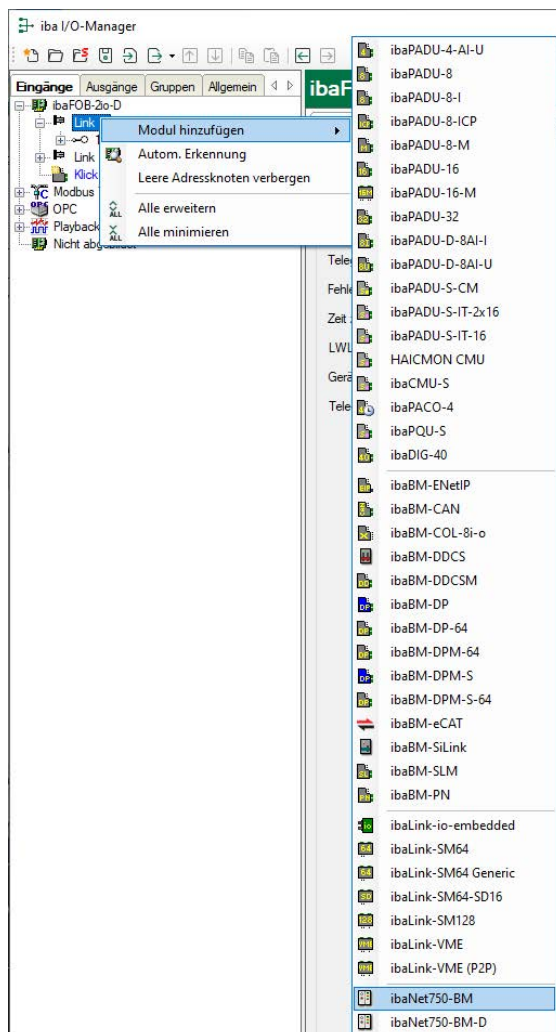 iba I/O-Manager
Eingänge
Ausgänge
Gruppen
Allgemein
ibaF
ibaFOB-2io-D
Link
1
Link
Klick
Modbus
OPC
Playback
Nicht abgebildet
Modul hinzufügen
Autom. Erkennung
Leere Adressknoten verbergen
Alle erweitern
Alle minimieren
Tele
Fehle
Zeit
LWL
Gerä
Tele
ibaPADU-4-AI-U
ibaPADU-8
ibaPADU-8-I
ibaPADU-8-ICP
ibaPADU-8-M
ibaPADU-16
ibaPADU-16-M
ibaPADU-32
ibaPADU-D-8AI-I
ibaPADU-D-8AI-U
ibaPADU-S-CM
ibaPADU-S-IT-2x16
ibaPADU-S-IT-16
HAICMON CMU
ibaCMU-S
ibaPACO-4
ibaPQU-S
ibaDIG-40
ibaBM-ENetIP
ibaBM-CAN
ibaBM-COL-8i-o
ibaBM-DDCS
ibaBM-DDCSM
ibaBM-DP
ibaBM-DP-64
ibaBM-DPM-64
ibaBM-DPM-S
ibaBM-DPM-S-64
ibaBM-eCAT
ibaBM-SiLink
ibaBM-SLM
ibaBM-PN
ibaLink-io-embedded
ibaLink-SM64
ibaLink-SM64 Generic
ibaLink-SM64-SD16
ibaLink-SM128
ibaLink-VME
ibaLink-VME (P2P)
ibaNet750-BM
ibaNet750-BM-D